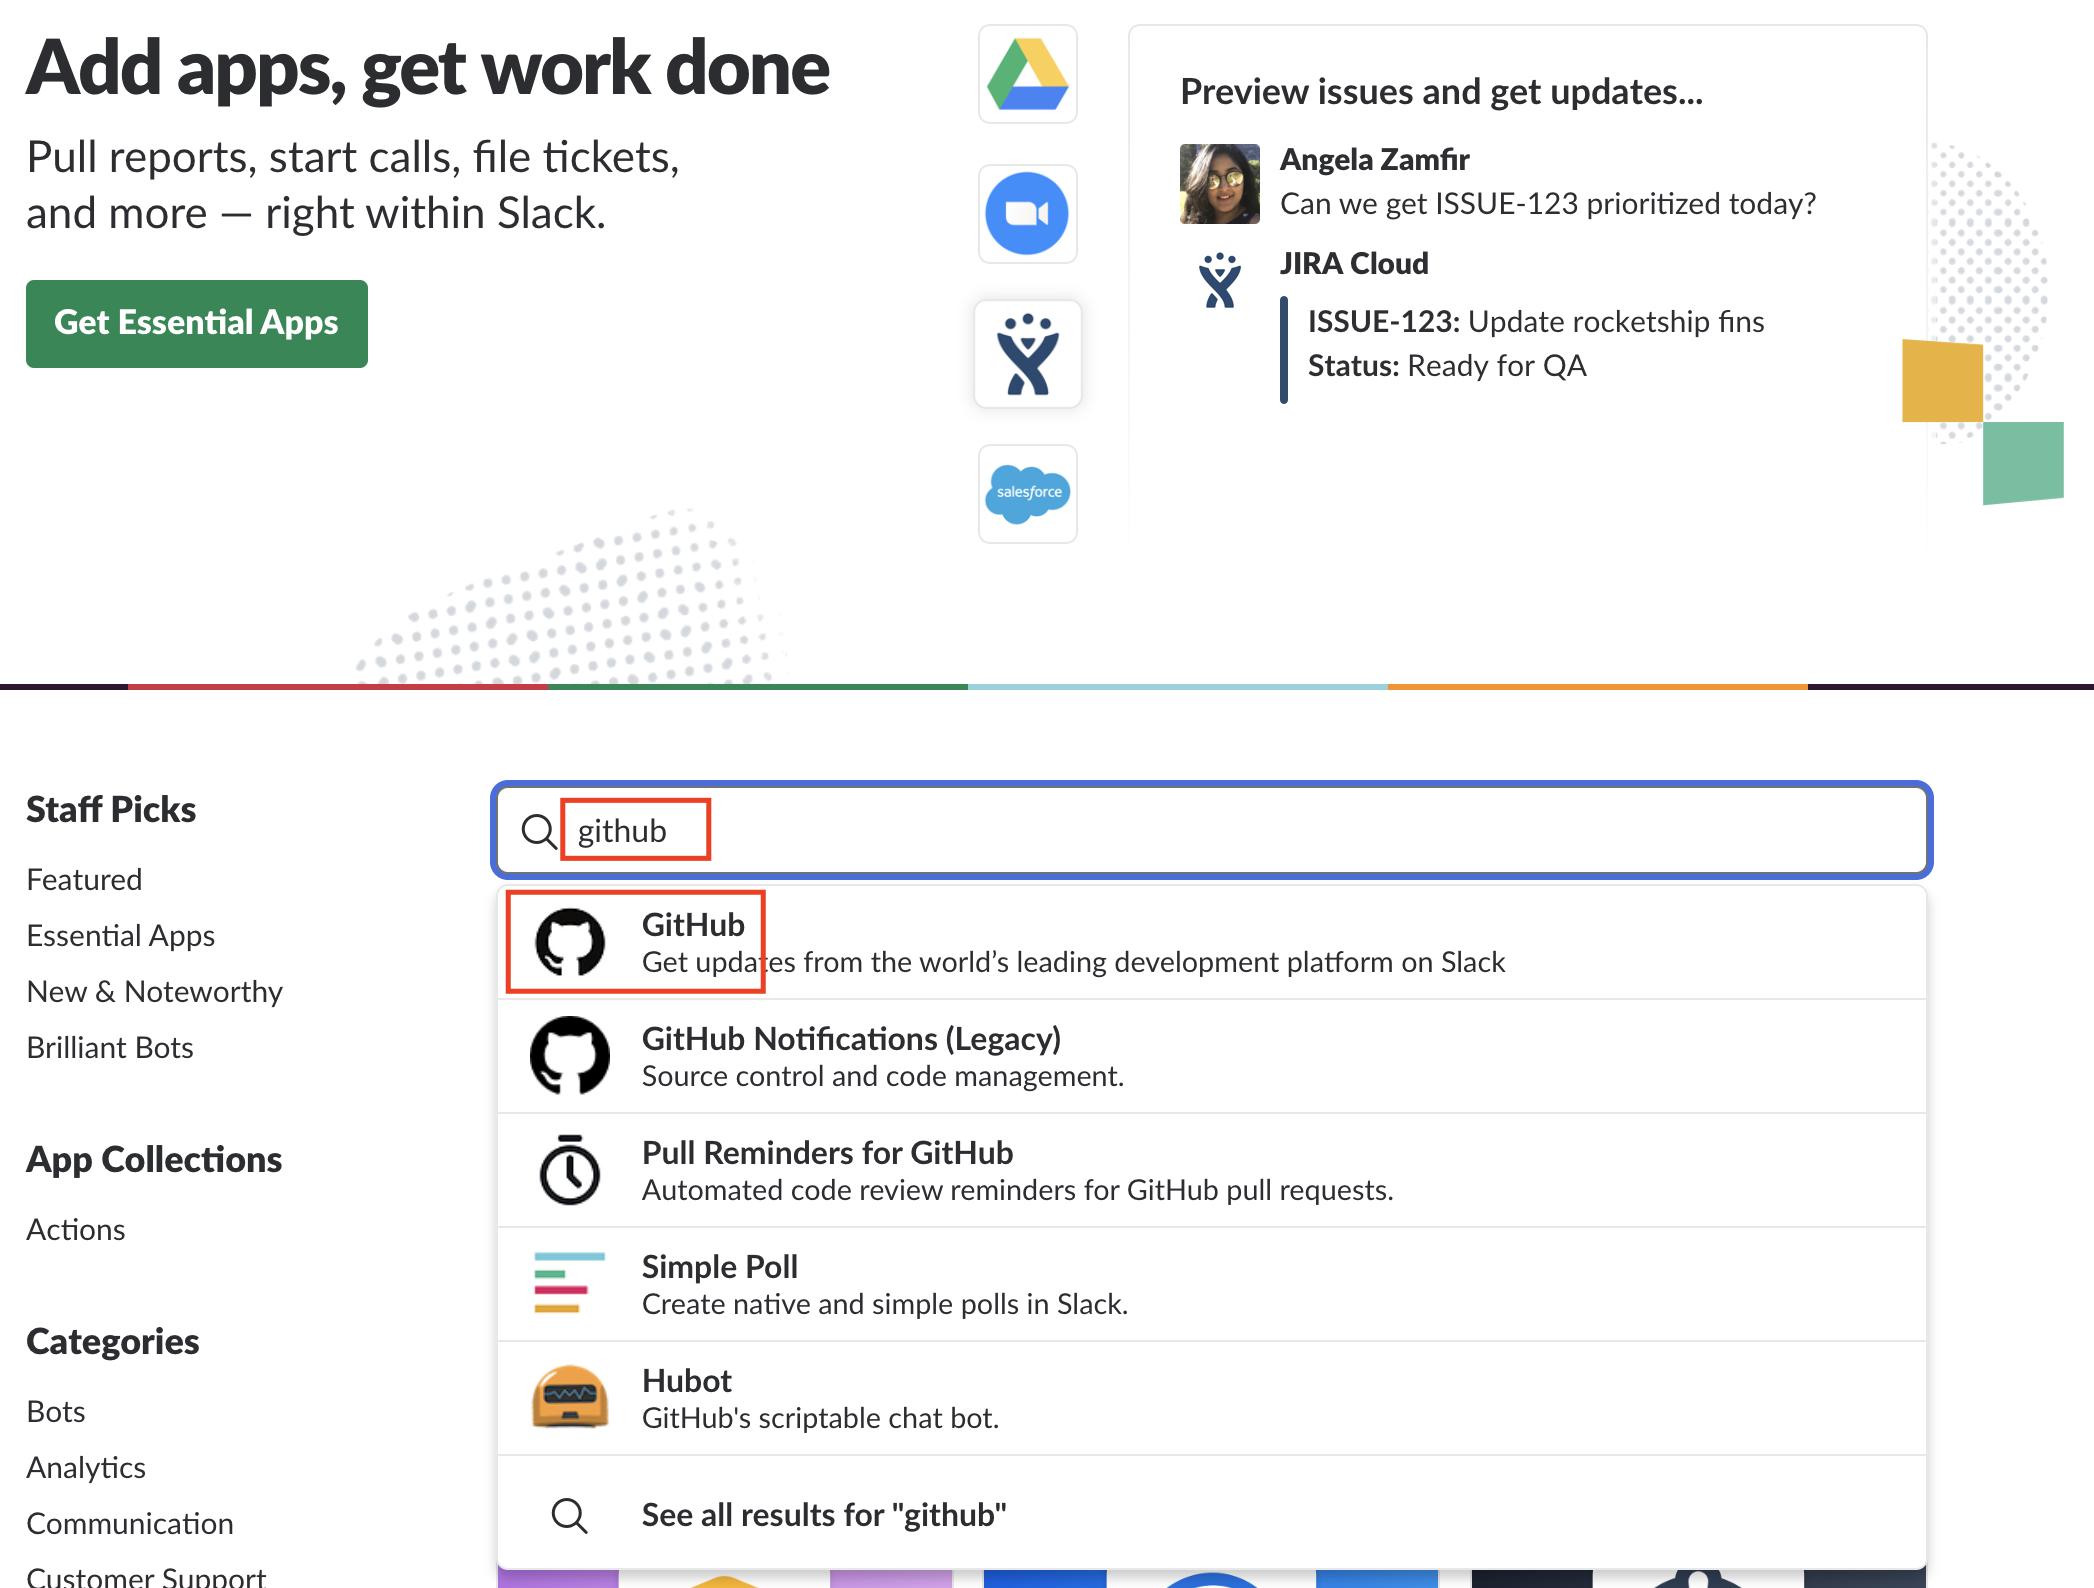 Add apps, get work done
Pull reports, start calls, file tickets,
and more — right within Slack.
Get Essential Apps
salesforce
Preview issues and get updates...
Angela Zamfir
Can we get ISSUE-123 prioritized today?
JIRA Cloud
ISSUE-123: Update rocketship fins
Status: Ready for QA
Staff Picks
Featured
Essential Apps
New & Noteworthy
Brilliant Bots
App Collections
Actions
Categories
Bots
Analytics
Communication
Customer Support
github
GitHub
Get updates from the world’s leading development platform on Slack
GitHub Notifications (Legacy)
Source control and code management.
Pull Reminders for GitHub
Automated code review reminders for GitHub pull requests.
Simple Poll
Create native and simple polls in Slack.
Hubot
GitHub's scriptable chat bot.
See all results for "github"